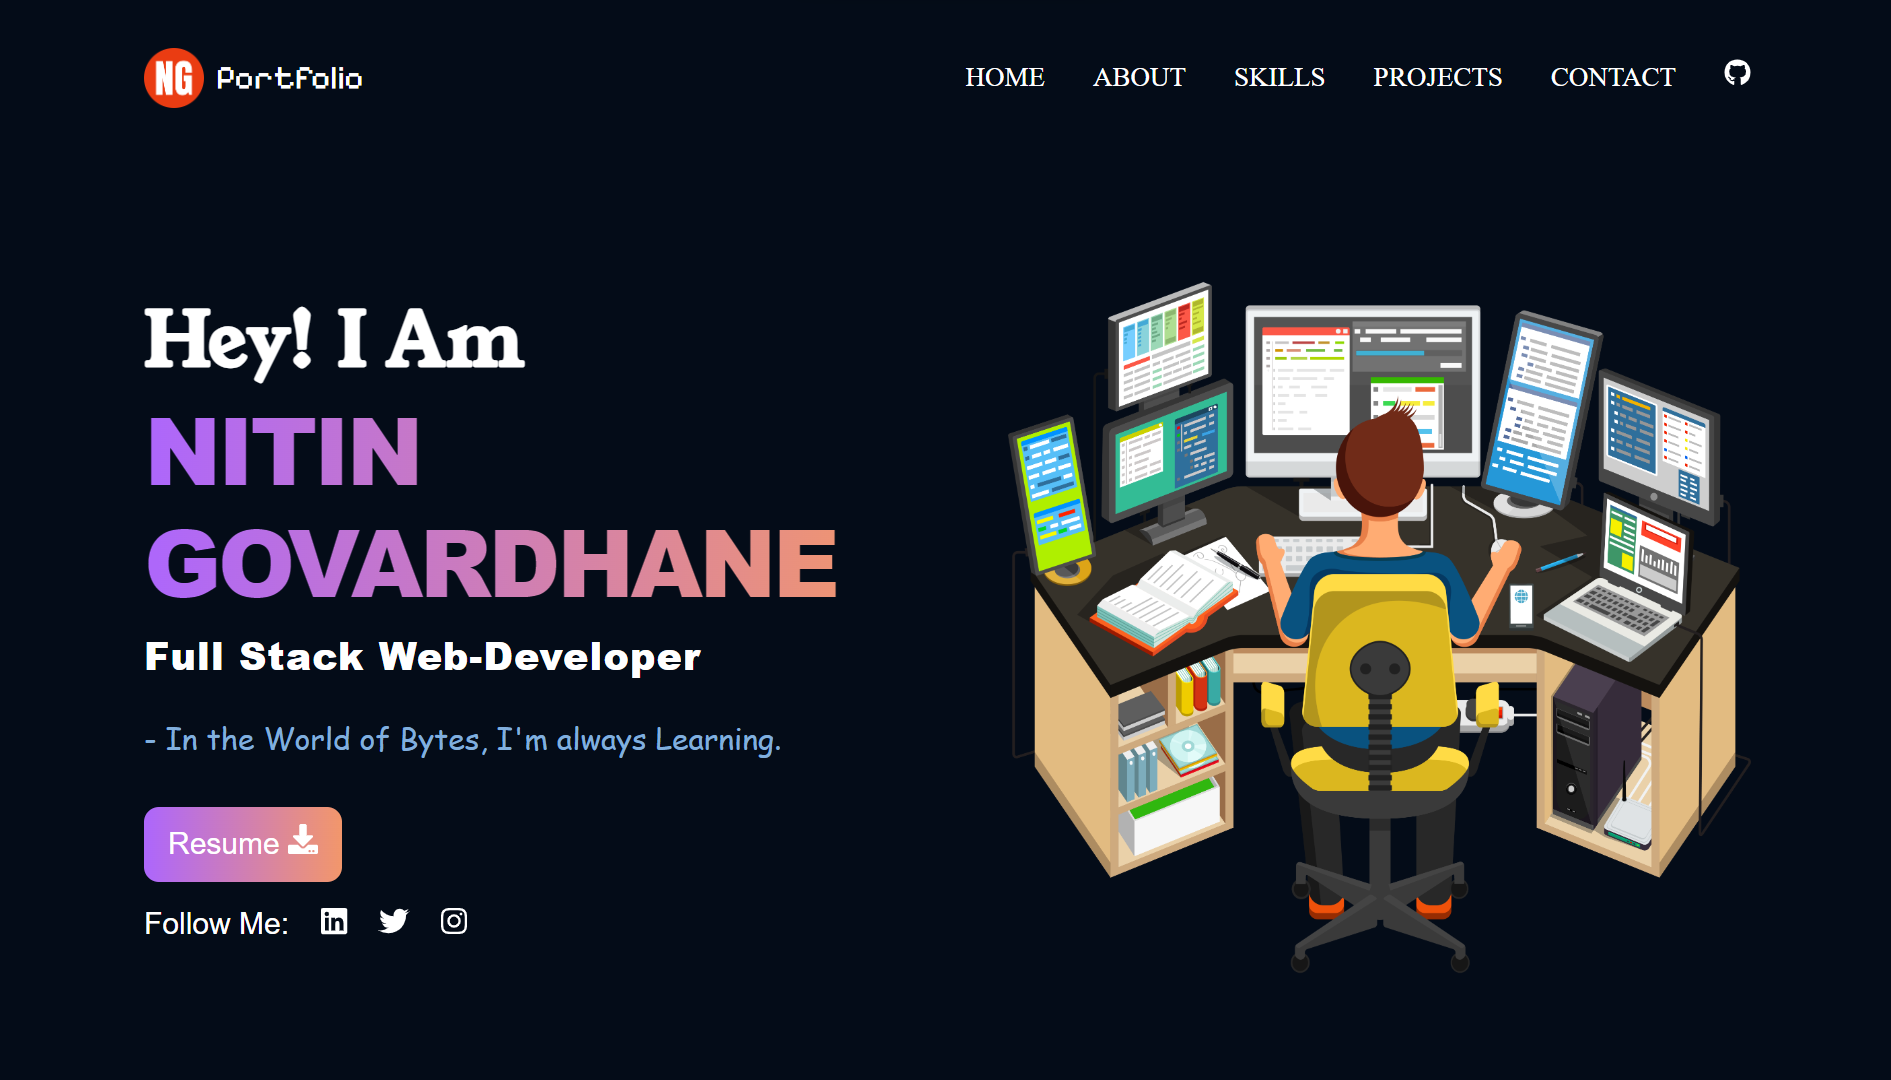 NG Portfolio
HOME ABOUT SKILLS PROJECTS CONTACT
Hey! I Am
NITIN
GOVARDHANE
Full Stack Web-Developer
- In the World of Bytes, I'm always Learning.
Resume
Follow Me: